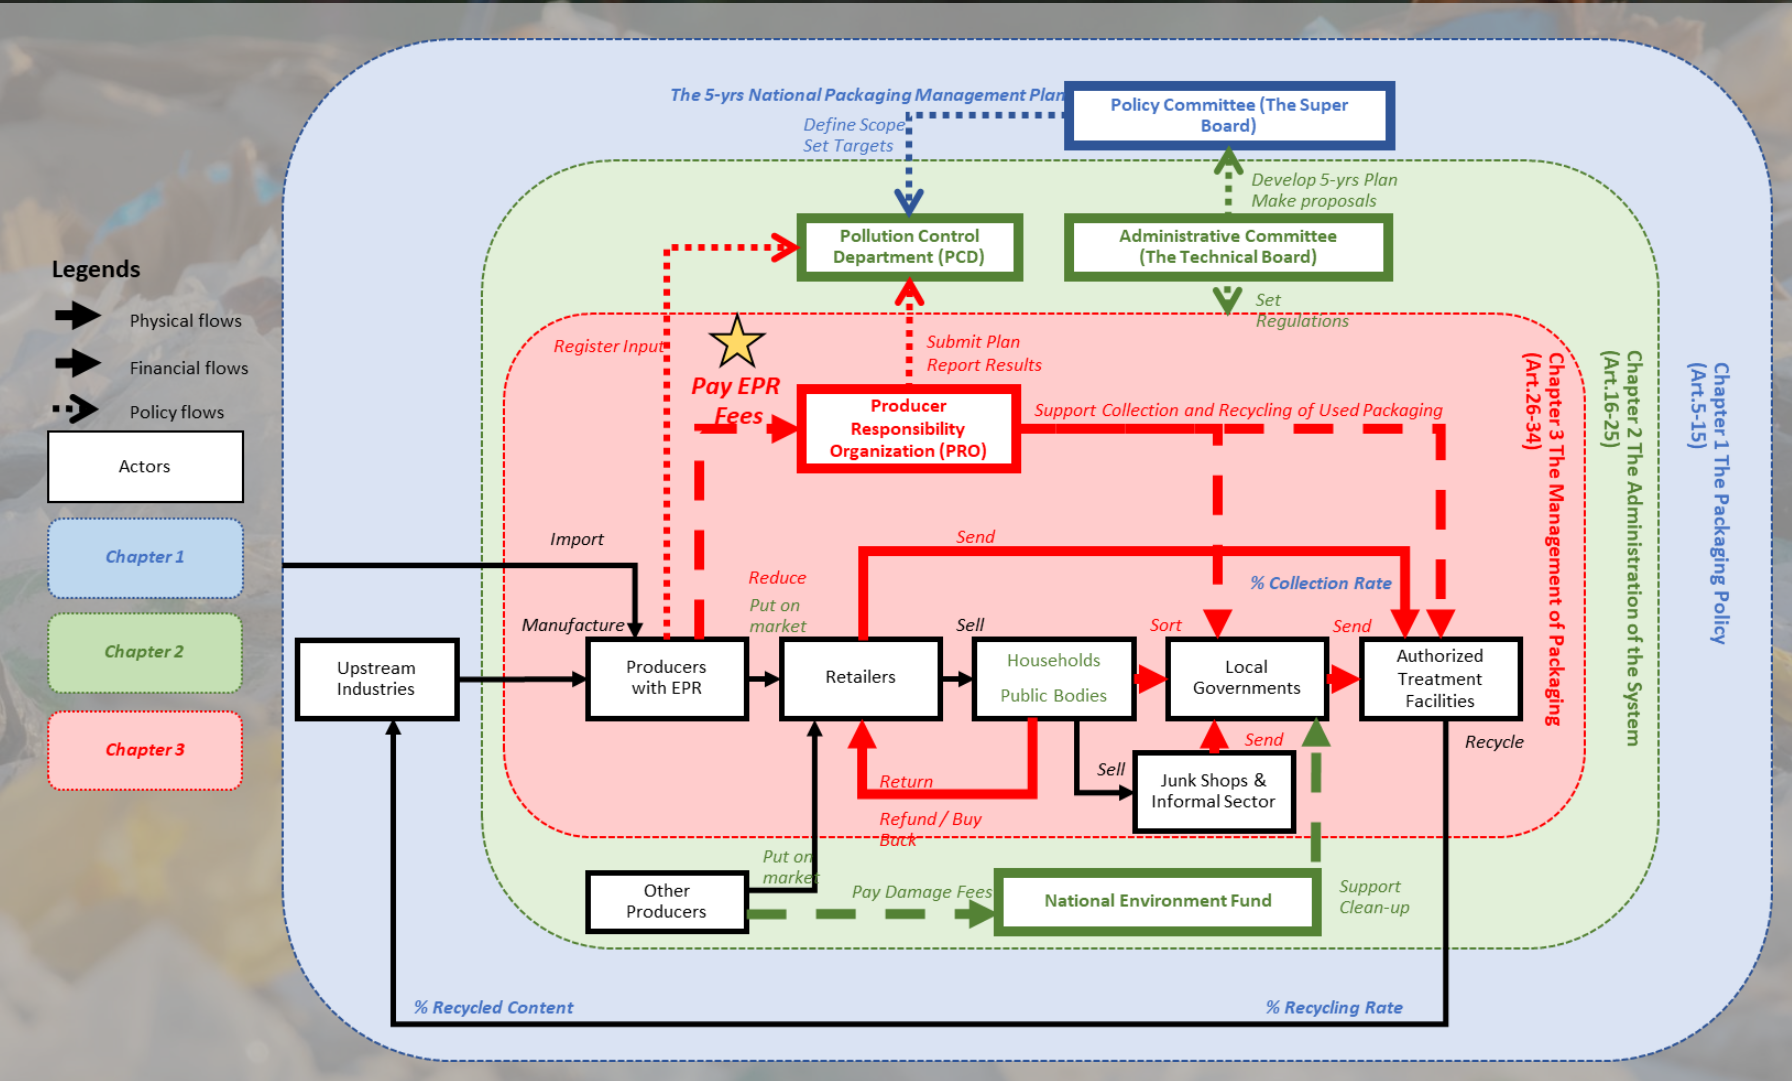 The 5-yrs National Packaging Management Plan
Policy Committee (The Super
Board)
Define Scope
Set Targets
Develop 5-yrs Plan
Make proposals
Pollution Control
Department (PCD)
Administrative Committee
(The Technical Board)
Legends
Physical flows
Financial flows
Policy flows
Actors
Chapter 1
Chapter 2
Chapter 3
Set
Regulations
Register Input
Submit Plan
Report Results
Pay EPR
Fees
Producer
Responsibility
Organization (PRO)
Support Collection and Recycling of Used Packaging
Chapter 3 The Management of Packaging
(Art.26-34)
Chapter 2 The Administration of the System
(Art.16-25)
Chapter 1 The Packaging Policy
(Art.5-15)
Import
Send
Reduce
% Collection Rate
Put on
market
Manufacture
Sell
Sort
Send
Upstream
Industries
Producers
with EPR
Retailers
Households
Public Bodies
Local
Governments
Authorized
Treatment
Facilities
Recycle
Send
Sell
Junk Shops &
Informal Sector
Return
Refund / Buy
Back
Put on
market
Other
Producers
Pay Damage Fees
National Environment Fund
Support
Clean-up
% Recycled Content
% Recycling Rate